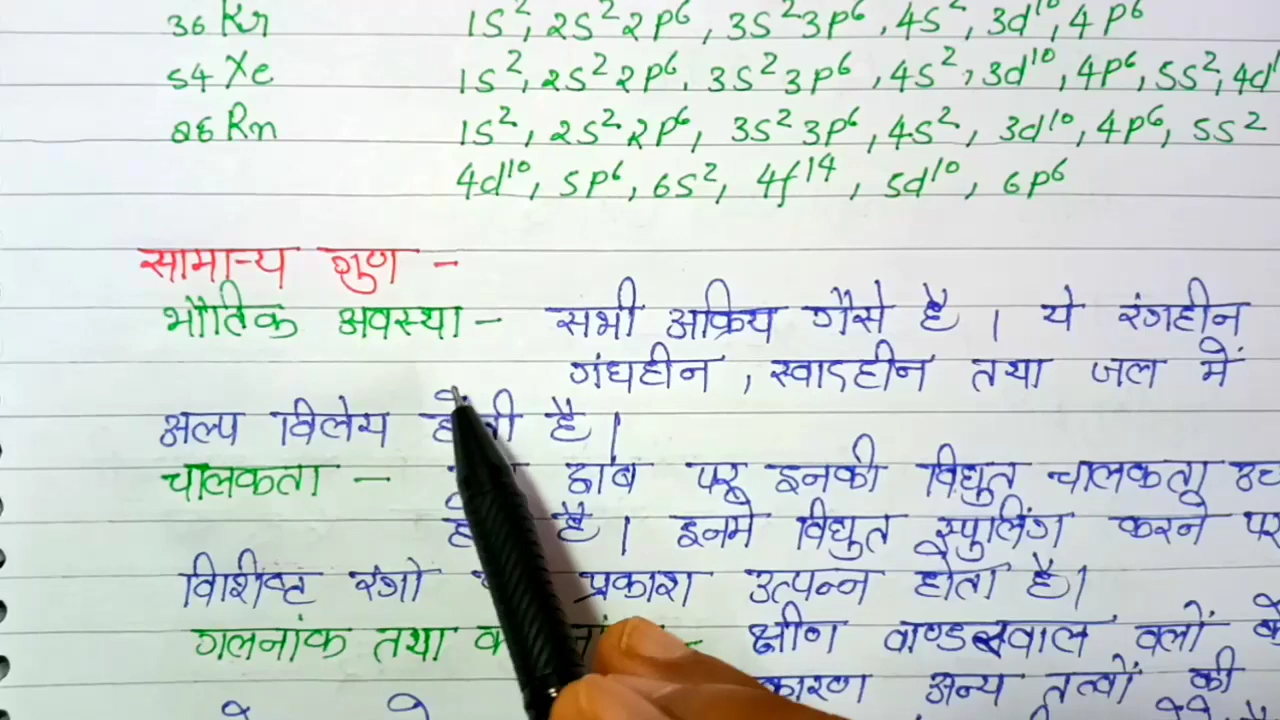 36 Kr 1s², 2s² 2p⁶, 3s² 3p⁶, 4s², 3d¹⁰, 4p⁶
54 Xe 1s², 2s² 2p⁶, 3s² 3p⁶, 4s², 3d¹⁰, 4p⁶, 5s², 4d
86 Rn 1s², 2s² 2p⁶, 3s² 3p⁶, 4s², 3d¹⁰, 4p⁶, 5s²
4d¹⁰, 5p⁶, 6s², 4f¹⁴, 5d¹⁰, 6p⁶
सामान्य गुण -
भौतिक अवस्था - सभी अक्रिय गैसे है । ये रंगहीन
गंधहीन , स्वादहीन तथा जल में
अल्प विलेय होती है ।
चालकता - दाब पर इनकी विद्युत चालकता उच्च
है । इनमे विद्युत स्फुलिंग करने पर
विशिष्ट रंगो प्रकाश उत्पन्न होता है।
गलनांक तथा - क्षीण वाण्डरवाल बलों के
कारण अन्य तत्वों की